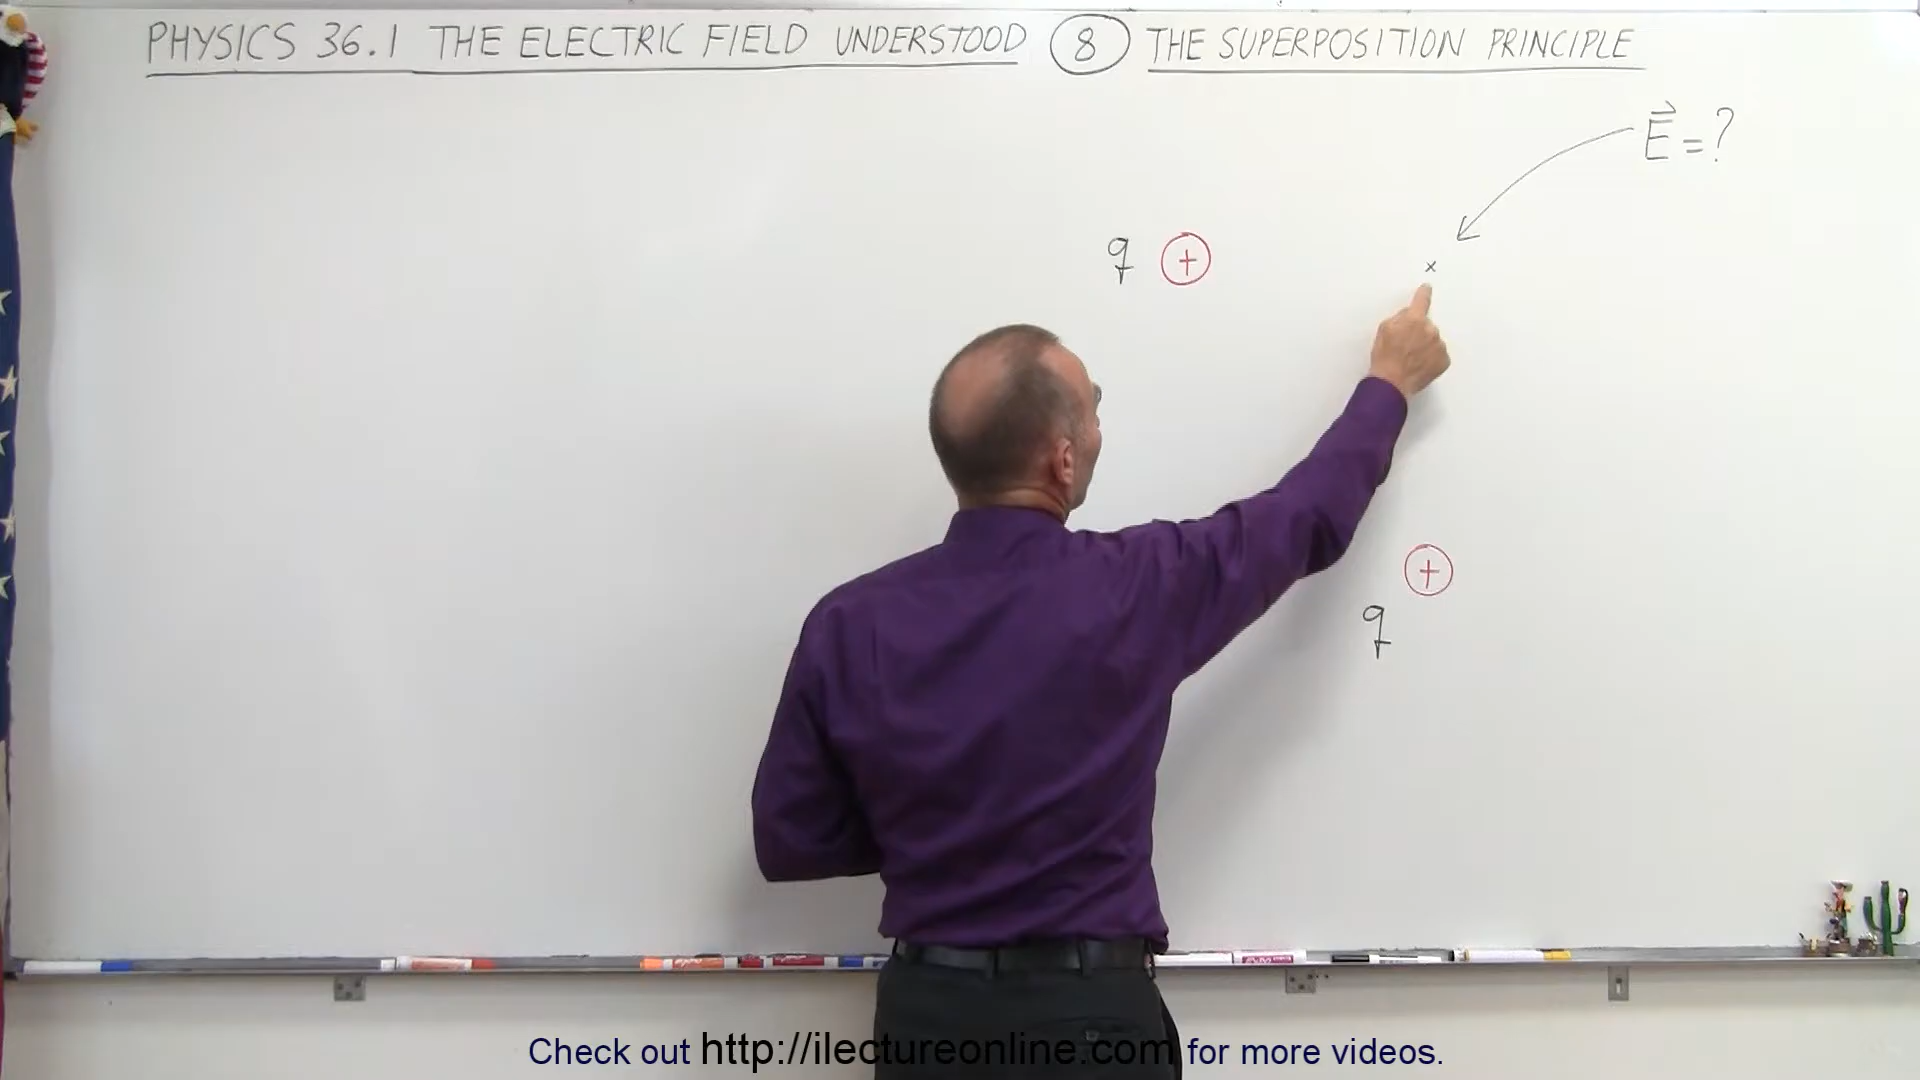 PHYSICS 36.1 THE ELECTRIC FIELD UNDERSTOOD 8 THE SUPERPOSITION PRINCIPLE
E⃗ = ?
q +
+
q
Check out http://ilectureonline.com for more videos.